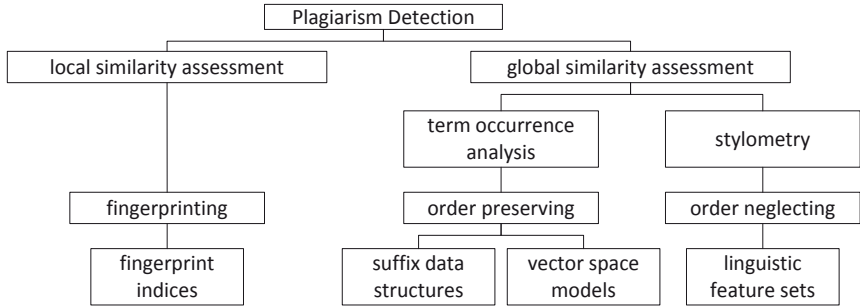 Plagiarism Detection
local similarity assessment
global similarity assessment
term occurrence
analysis
stylometry
fingerprinting
order preserving
order neglecting
fingerprint
indices
suffix data
structures
vector space
models
linguistic
feature sets